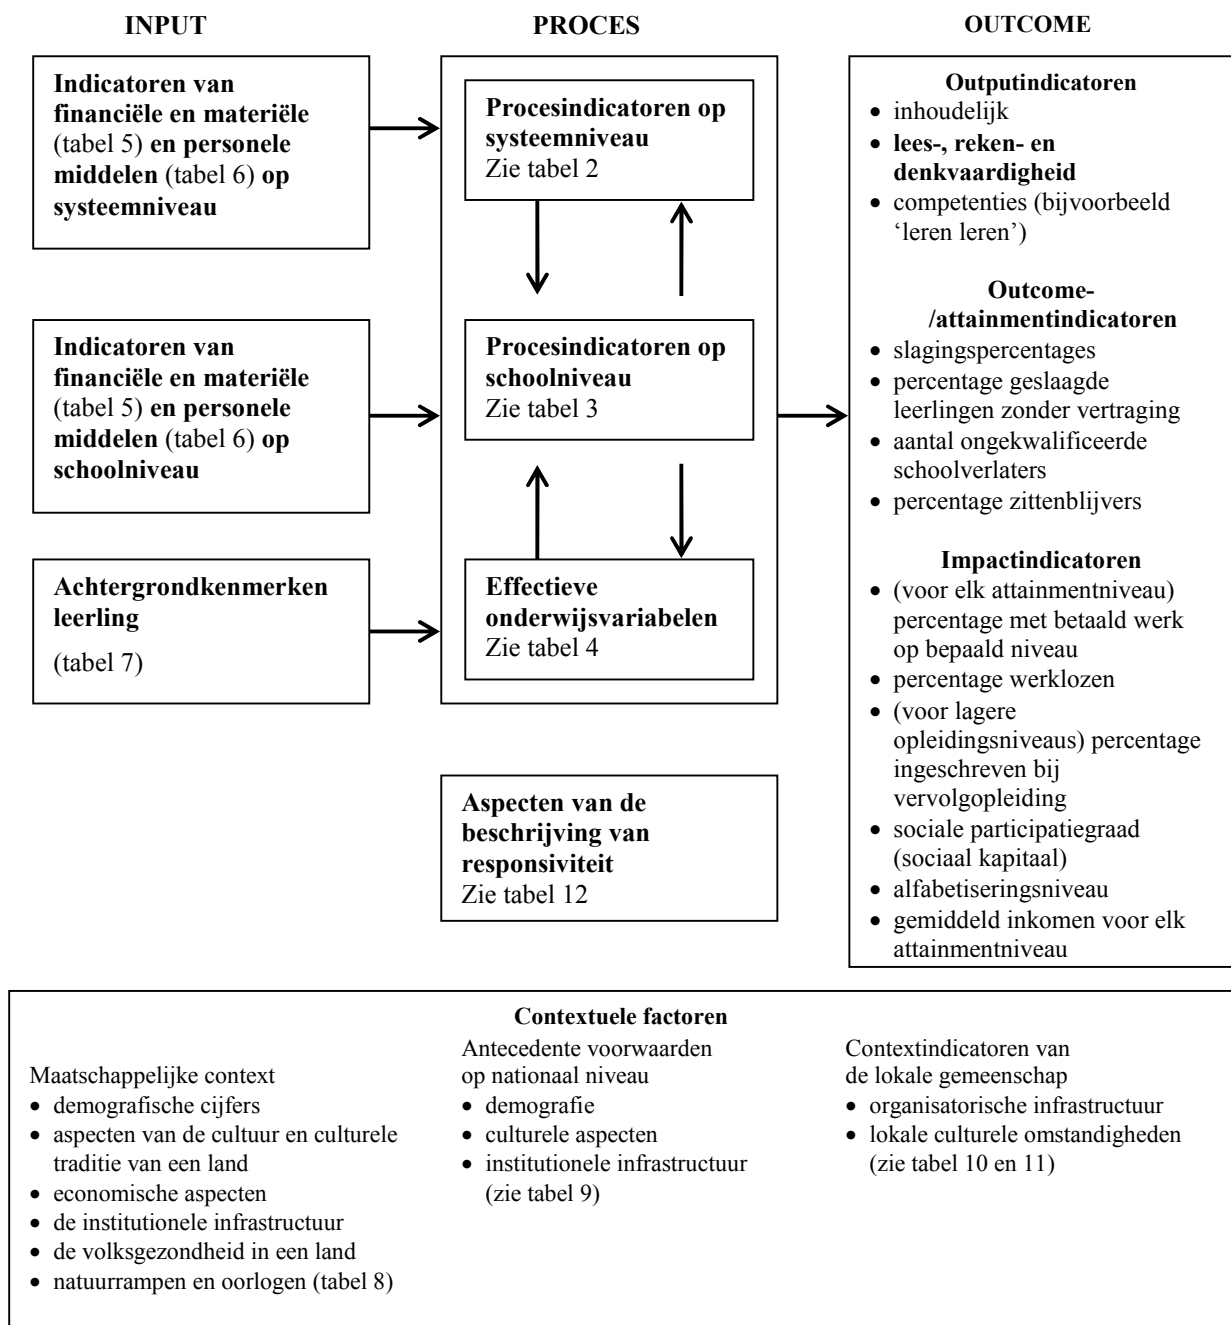 INPUT
PROCES
OUTCOME
Indicatoren van
financiële en materiële
(tabel 5) en personele
middelen (tabel 6) op
systeemniveau
Indicatoren van
financiële en materiële
(tabel 5) en personele
middelen (tabel 6) op
schoolniveau
Achtergrondkenmerken
leerling
(tabel 7)
Procesindicatoren op
systeemniveau
Zie tabel 2
Procesindicatoren op
schoolniveau
Zie tabel 3
Effectieve
onderwijsvariabelen
Zie tabel 4
Aspecten van de
beschrijving van
responsiviteit
Zie tabel 12
Outputindicatoren
• inhoudelijk
• lees-, reken- en
denkvaardigheid
• competenties (bijvoorbeeld
‘leren leren’)
Outcome-
/attainmentindicatoren
• slagingspercentages
• percentage geslaagde
leerlingen zonder vertraging
• aantal ongekwalificeerde
schoolverlaters
• percentage zittenblijvers
Impactindicatoren
• (voor elk attainmentniveau)
percentage met betaald werk
op bepaald niveau
• percentage werklozen
• (voor lagere
opleidingsniveaus) percentage
ingeschreven bij
vervolgopleiding
• sociale participatiegraad
(sociaal kapitaal)
• alfabetiseringsniveau
• gemiddeld inkomen voor elk
attainmentniveau
Contextuele factoren
Maatschappelijke context
• demografische cijfers
• aspecten van de cultuur en culturele
traditie van een land
• economische aspecten
• de institutionele infrastructuur
• de volksgezondheid in een land
• natuurrampen en oorlogen (tabel 8)
Antecedente voorwaarden
op nationaal niveau
• demografie
• culturele aspecten
• institutionele infrastructuur
(zie tabel 9)
Contextindicatoren van
de lokale gemeenschap
• organisatorische infrastructuur
• lokale culturele omstandigheden
(zie tabel 10 en 11)